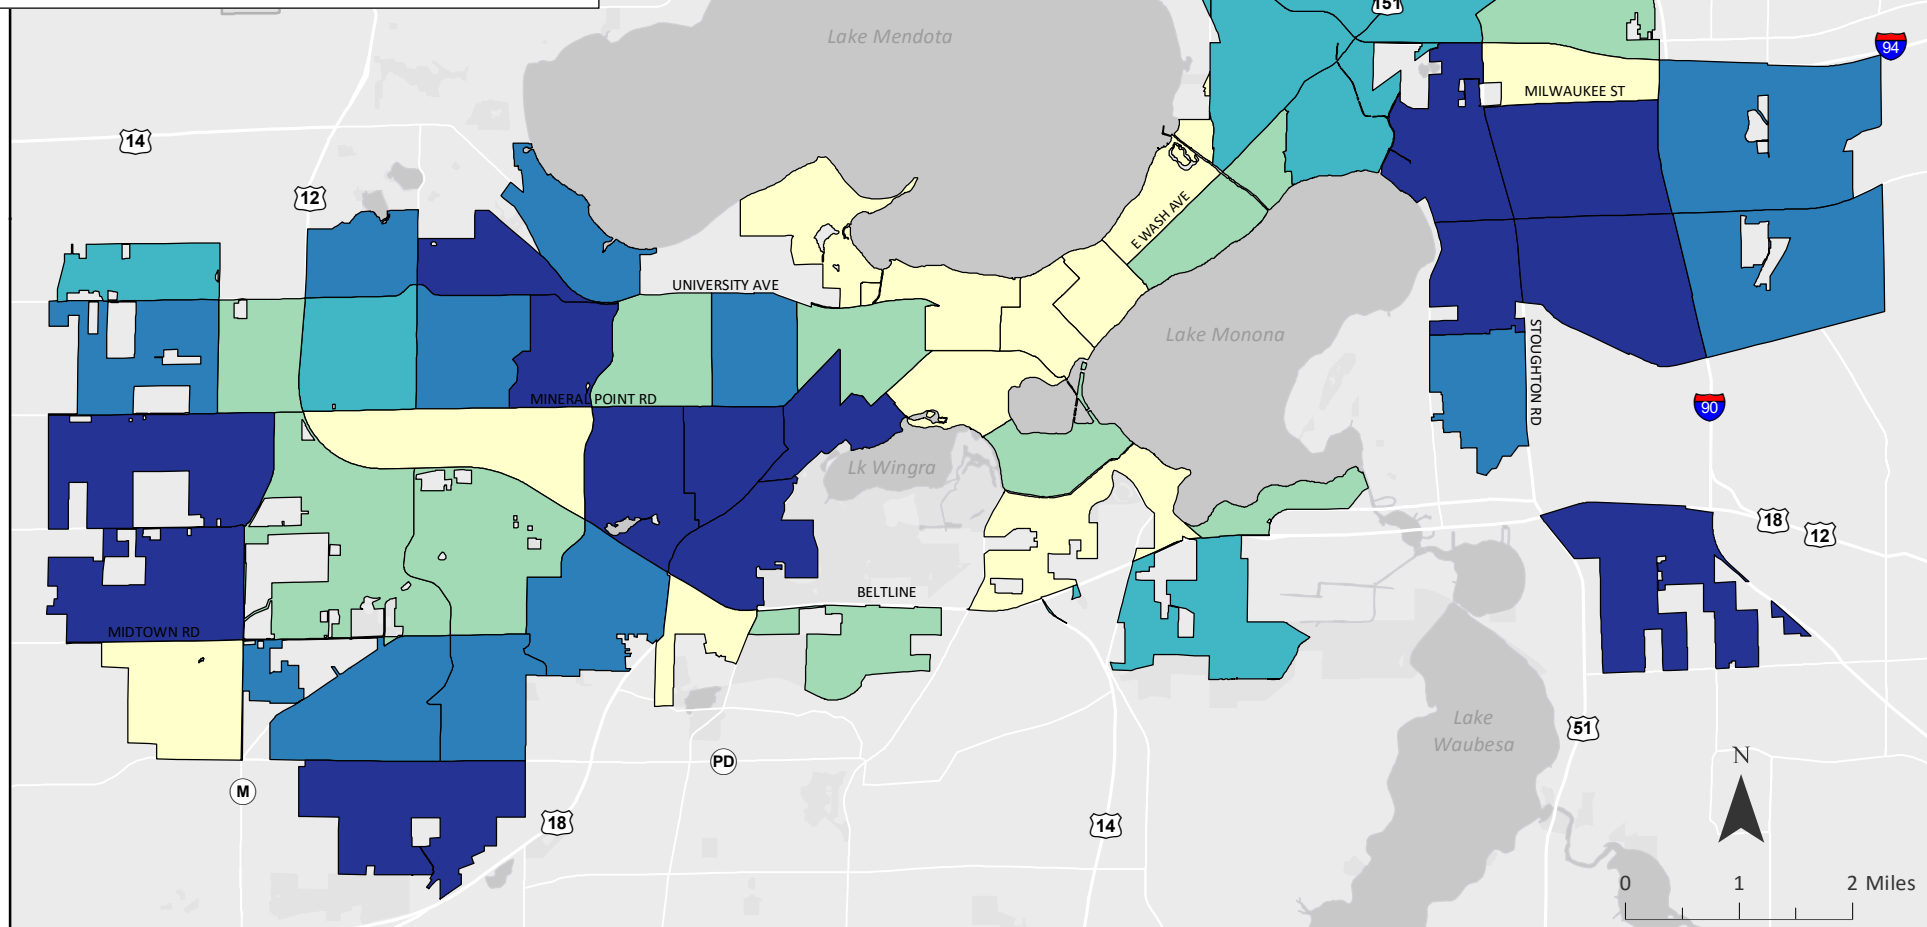 151
Lake Mendota
94
MILWAUKEE ST
14
12
E WASH AVE
UNIVERSITY AVE
Lake Monona
STOUGHTON RD
MINERAL POINT RD
90
Lk Wingra
18
12
BELTLINE
MIDTOWN RD
Lake
Waubesa
51
N
PD
M
18
14
0 1 2 Miles